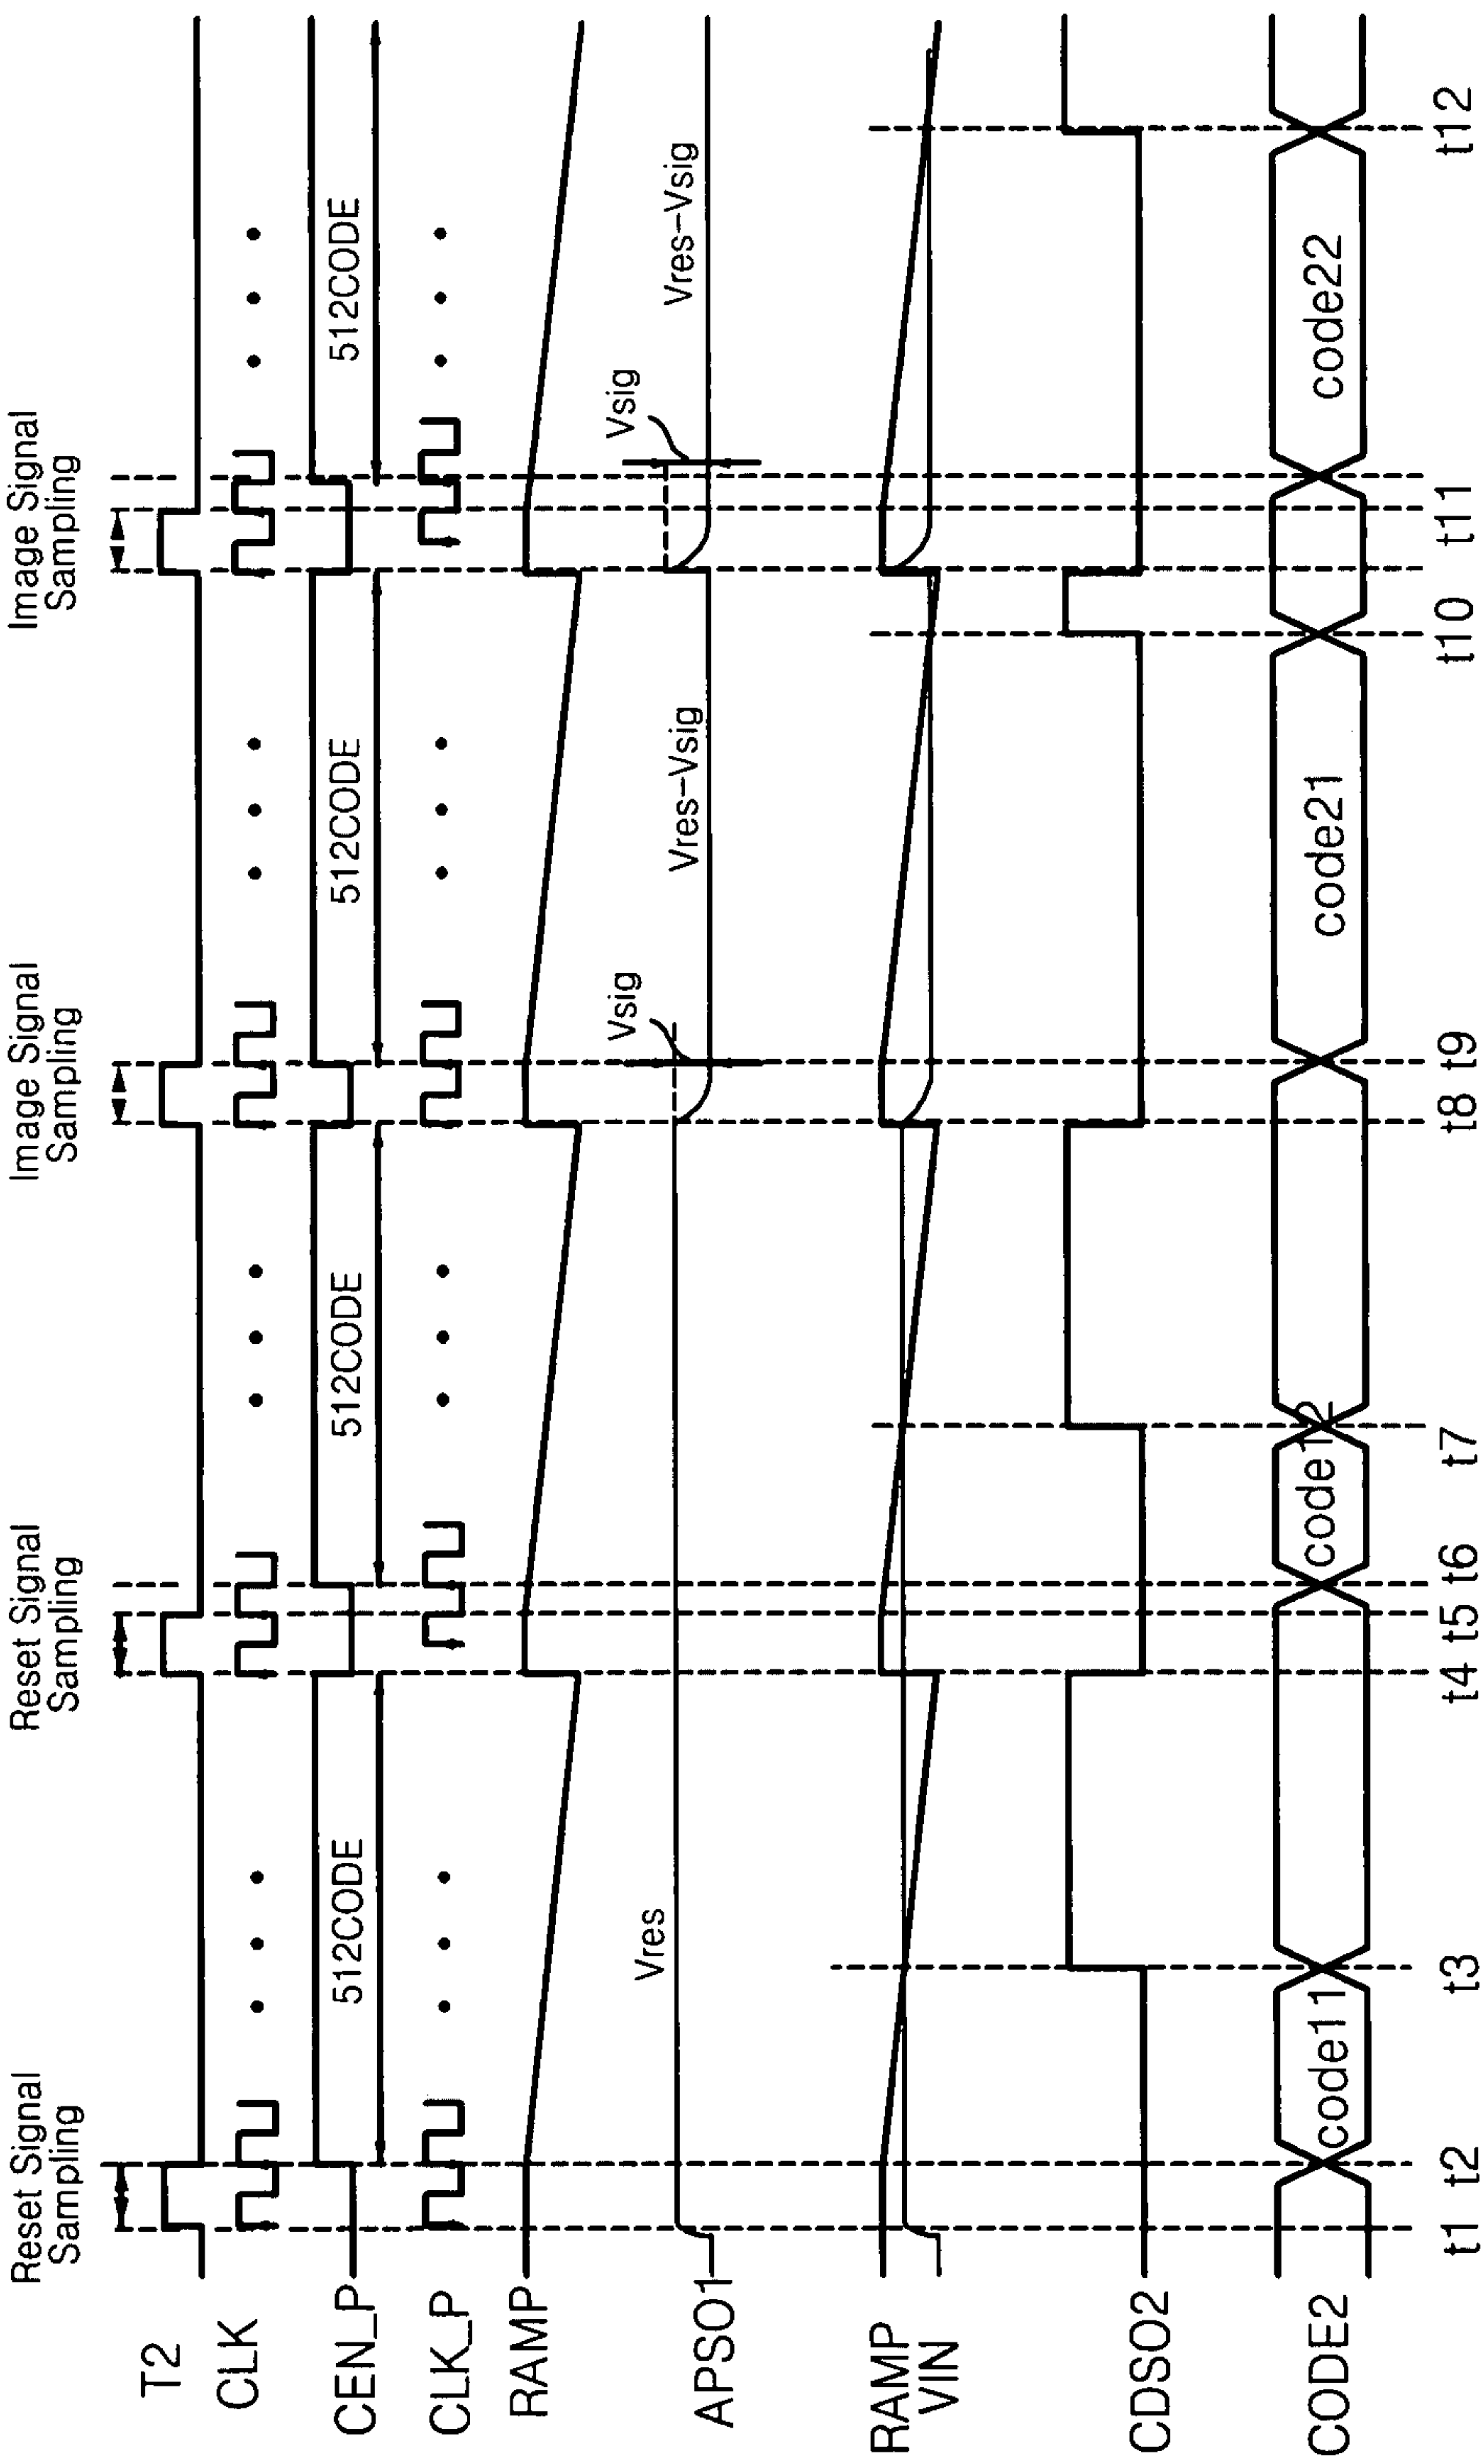 Reset Signal
Sampling
Reset Signal
Sampling
Image Signal
Sampling
Image Signal
Sampling
T2
CLK
CEN_P
512CODE
512CODE
512CODE
512CODE
CLK_P
RAMP
Vsig
Vsig
Vres
Vres-Vsig
Vres-Vsig
APSO1
RAMP
VIN
CDSO2
CODE2
code11
code12
code21
code22
t1
t2
t3
t4
t5
t6
t7
t8
t9
t10
t11
t12